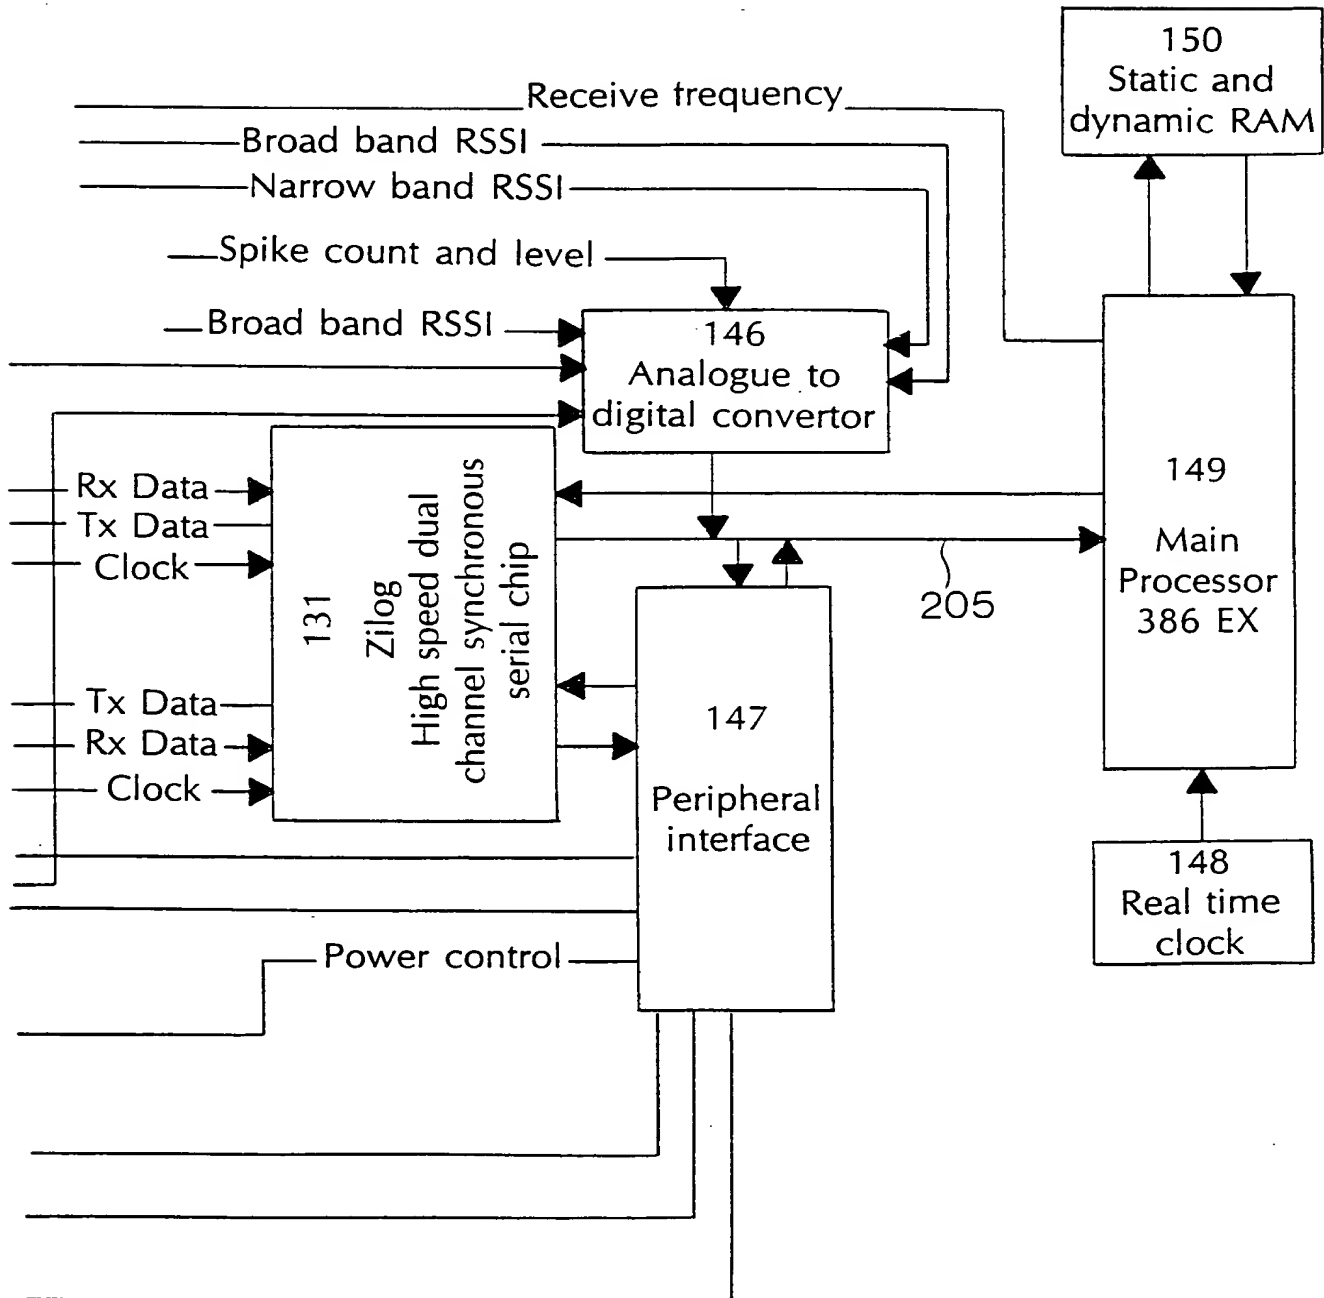 150
Static and
dynamic RAM
Receive frequency
Broad band RSSI
Narrow band RSSI
Spike count and level
Broad band RSSI
146
Analogue to
digital convertor
Rx Data
Tx Data
Clock
Tx Data
Rx Data
Clock
131
Zilog
High speed dual
channel synchronous
serial chip
149
Main
Processor
386 EX
205
147
Peripheral
interface
148
Real time
clock
Power control